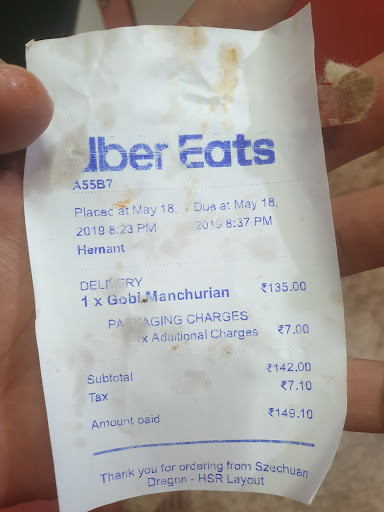 Uber Eats
A55B7
Placed at May 18, 2019 8:23 PM
Due at May 18, 2019 8:37 PM
Hemant
DELIVERY
1 x Gobi Manchurian ₹135.00
PACKAGING CHARGES
x Additional Charges ₹7.00
Subtotal ₹142.00
Tax ₹7.10
Amount paid ₹149.10
Thank you for ordering from Szechuan
Dragon - HSR Layout